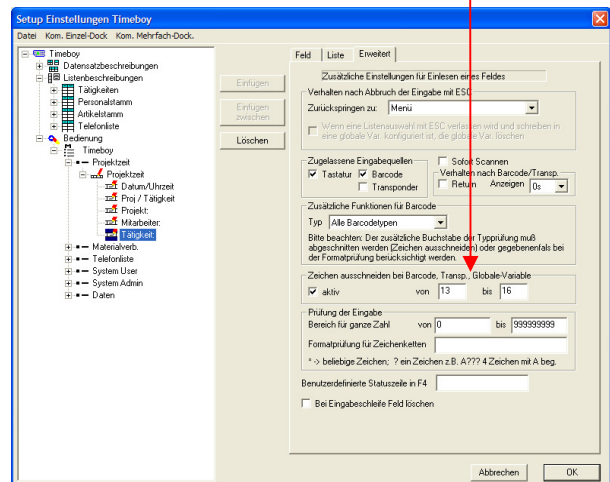 Setup Einstellungen Timeboy
Datei Kom. Einzel-Dock Kom. Mehrfach-Dock.
Timeboy
Datensatzbeschreibungen
Listenbeschreibungen
Tätigkeiten
Personalstamm
Artikelstamm
Telefonliste
Bedienung
Timeboy
Projektzeit
Projektzeit
Datum/Uhrzeit
Proj / Tätigkeit
Projekt:
Mitarbeiter:
Tätigkeit:
Materialverb.
Telefonliste
System User
System Admin
Daten
Einfügen
Einfügen
zwischen
Löschen
Feld Liste Erweitert
Zusätzliche Einstellungen für Einlesen eines Feldes
Verhalten nach Abbruch der Eingabe mit ESC
Zurückspringen zu: Menü
Wenn eine Listenauswahl mit ESC verlassen wird und schreiben in
eine globale Var. konfiguriert ist, die globale Var. löschen
Zugelassene Eingabequellen
Tastatur Barcode
Transponder
Sofort Scannen
Verhalten nach Barcode/Transp.
Return Anzeigen 0s
Zusätzliche Funktionen für Barcode
Typ Alle Barcodetypen
Bitte beachten: Der zusätzliche Buchstabe der Typprüfung muß
abgeschnitten werden (Zeichen ausschneiden) oder gegebenenfalls bei
der Formatprüfung berücksichtigt werden.
Zeichen ausschneiden bei Barcode, Transp., Globale-Variable
aktiv von 13 bis 16
Prüfung der Eingabe
Bereich für ganze Zahl von 0 bis 999999999
Formatprüfung für Zeichenketten
* -> beliebige Zeichen; ? ein Zeichen z.B. A??? 4 Zeichen mit A beg.
Benutzerdefinierte Statuszeile in F4
Bei Eingabeschleife Feld löschen
Abbrechen OK